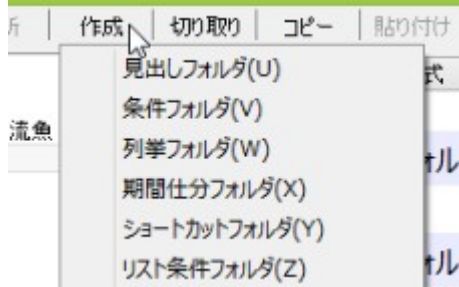 作成 切り取り コピー 貼り付け
見出しフォルダ(U)
式
条件フォルダ(V)
流魚
列挙フォルダ(W)
期間仕分フォルダ(X)
ショートカットフォルダ(Y)
リスト条件フォルダ(Z)